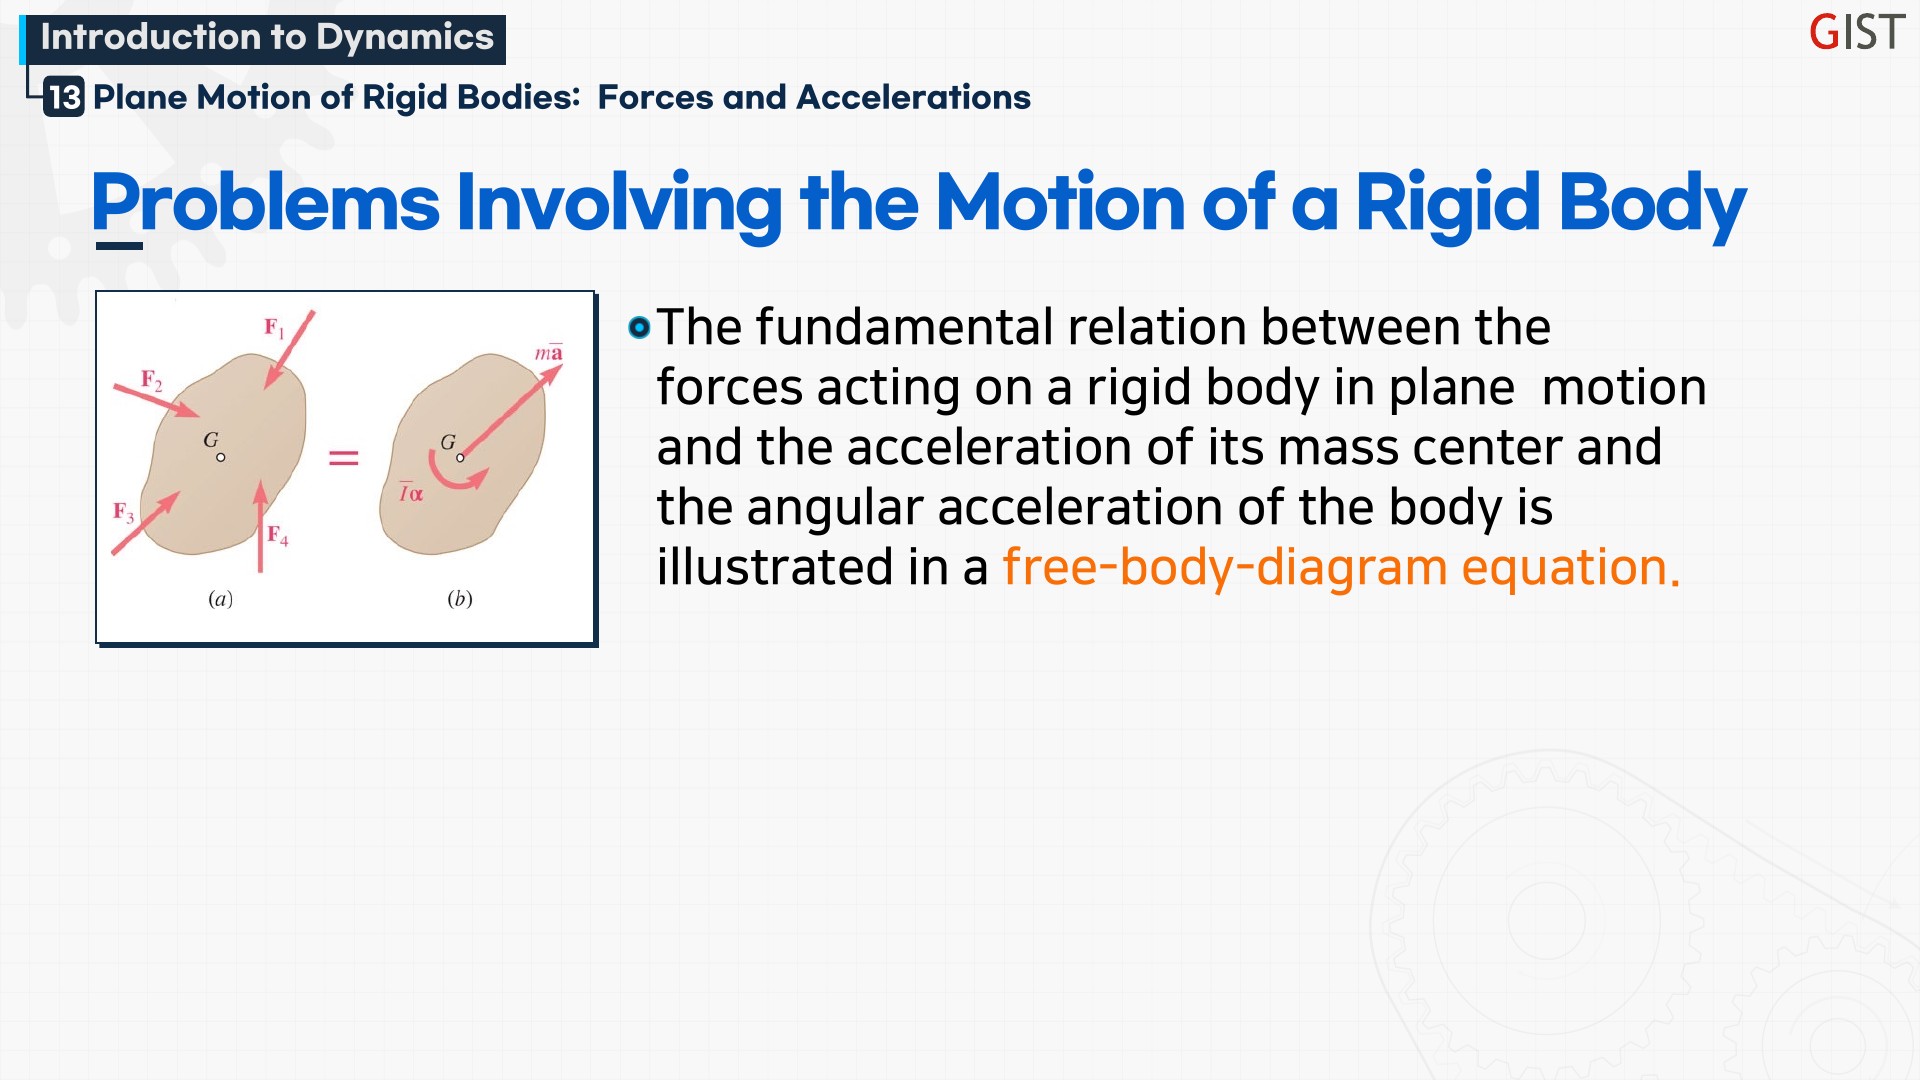 Introduction to Dynamics
GIST
13 Plane Motion of Rigid Bodies: Forces and Accelerations
Problems Involving the Motion of a Rigid Body
F₁
F₂
G
F₃
F₄
(a)
=
ma̅
G
I̅α
(b)
The fundamental relation between the
forces acting on a rigid body in plane motion
and the acceleration of its mass center and
the angular acceleration of the body is
illustrated in a free-body-diagram equation.